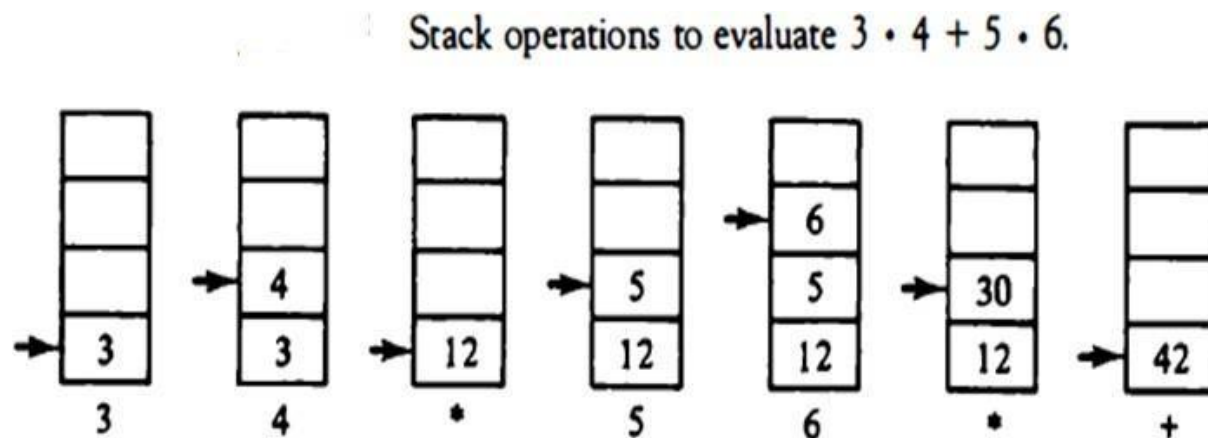 Stack operations to evaluate 3 • 4 + 5 • 6.
6
4 5 5 30
3 3 12 12 12 12 42
3 4 * 5 6 * +